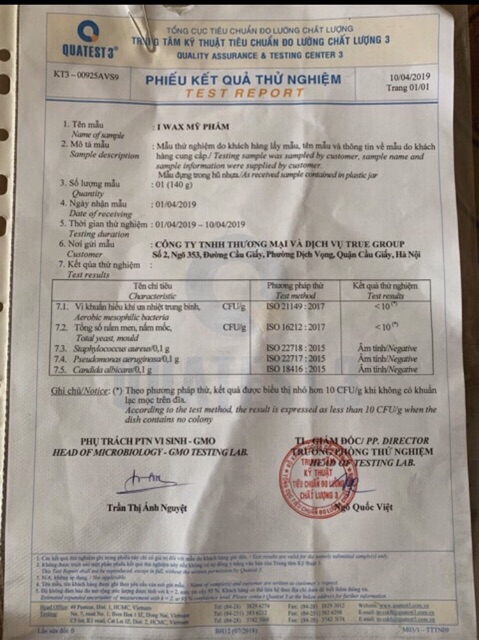 TỔNG CỤC TIÊU CHUẨN ĐO LƯỜNG CHẤT LƯỢNG
TRUNG TÂM KỸ THUẬT TIÊU CHUẨN ĐO LƯỜNG CHẤT LƯỢNG 3
QUALITY ASSURANCE & TESTING CENTER 3
QUATEST 3®
KT3-00925AVS9
PHIẾU KẾT QUẢ THỬ NGHIỆM
TEST REPORT
10/04/2019
Trang 01/01
1. Tên mẫu : I WAX MỸ PHẨM
Name of sample
2. Mô tả mẫu : Mẫu thử nghiệm do khách hàng lấy mẫu, tên mẫu và thông tin về mẫu do khách
Sample description hàng cung cấp./ Testing sample was sampled by customer, sample name and
sample information were supplied by customer.
Mẫu đựng trong hũ nhựa./As received sample contained in plastic jar
3. Số lượng mẫu : 01 (140 g)
Quantity
4. Ngày nhận mẫu : 01/04/2019
Date of receiving
5. Thời gian thử nghiệm : 01/04/2019 – 10/04/2019
Testing duration
6. Nơi gửi mẫu : CÔNG TY TNHH THƯƠNG MẠI VÀ DỊCH VỤ TRUE GROUP
Customer Số 2, Ngõ 353, Đường Cầu Giấy, Phường Dịch Vọng, Quận Cầu Giấy, Hà Nội
7. Kết quả thử nghiệm :
Test results
Tên chỉ tiêu Phương pháp thử Kết quả thử nghiệm
Characteristic Test method Test results
7.1. Vi khuẩn hiếu khí ưa nhiệt trung bình, CFU/g ISO 21149 : 2017 <10 (*)
Aerobic mesophilic bacteria
7.2. Tổng số nấm men, nấm mốc, CFU/g ISO 16212 : 2017 <10 (*)
Total yeast, mould
7.3. Staphylococcus aureus/0,1 g ISO 22718 : 2015 Âm tính/Negative
7.4. Pseudomonas aeruginosa/0,1 g ISO 22717 : 2015 Âm tính/Negative
7.5. Candida albicans/0,1 g ISO 18416 : 2015 Âm tính/Negative
Ghi chú/Notice: (*) Theo phương pháp thử, kết quả được biểu thị nhỏ hơn 10 CFU/g khi không có khuẩn
lạc mọc trên đĩa.
According to the test method, the result is expressed as less than 10 CFU/g when the
dish contains no colony
PHỤ TRÁCH PTN VI SINH - GMO
HEAD OF MICROBIOLOGY - GMO TESTING LAB.
TL. GIÁM ĐỐC/ PP. DIRECTOR
TRƯỞNG PHÒNG THỬ NGHIỆM
HEAD OF TESTING LAB.
TRUNG TÂM
KỸ THUẬT
TIÊU CHUẨN ĐO LƯỜNG
CHẤT LƯỢNG 3
Trần Thị Ánh Nguyệt
Ngô Quốc Việt